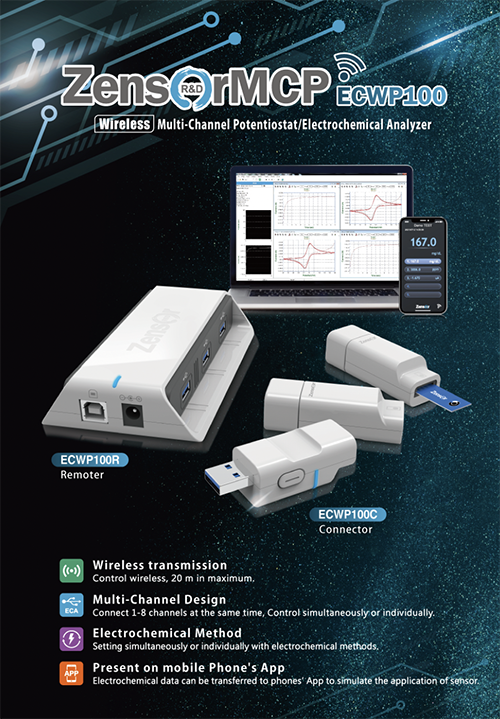 ZensorMCP ECWP100
R&D
Wireless Multi-Channel Potentiostat/Electrochemical Analyzer
167.0
Zensor
Zensor
ECWP100R
Remoter
ECWP100C
Connector
Wireless transmission
Control wireless, 20 m in maximum.
ECA
Multi-Channel Design
Connect 1-8 channels at the same time, Control simultaneously or individually.
Electrochemical Method
Setting simultaneously or individually with electrochemical methods.
APP
Present on mobile Phone's App
Electrochemical data can be transferred to phones' App to simulate the application of sensor.